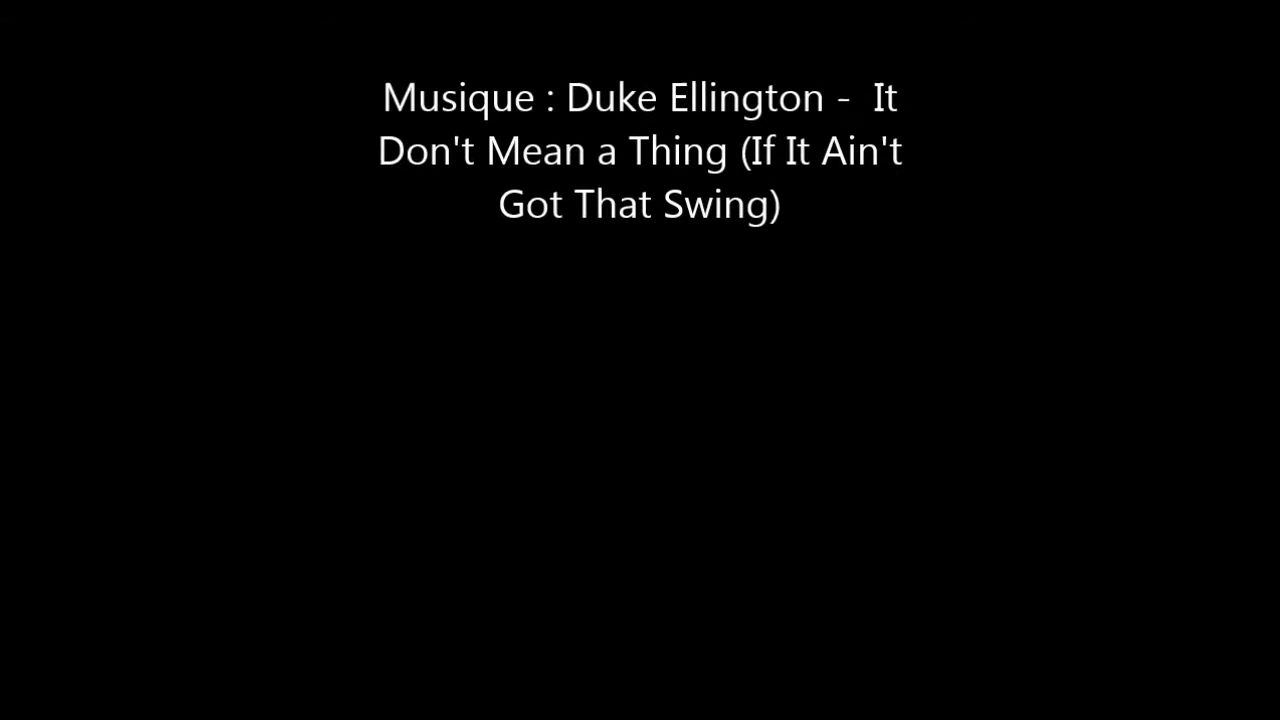 Musique : Duke Ellington -  It
Don't Mean a Thing (If It Ain't
Got That Swing)